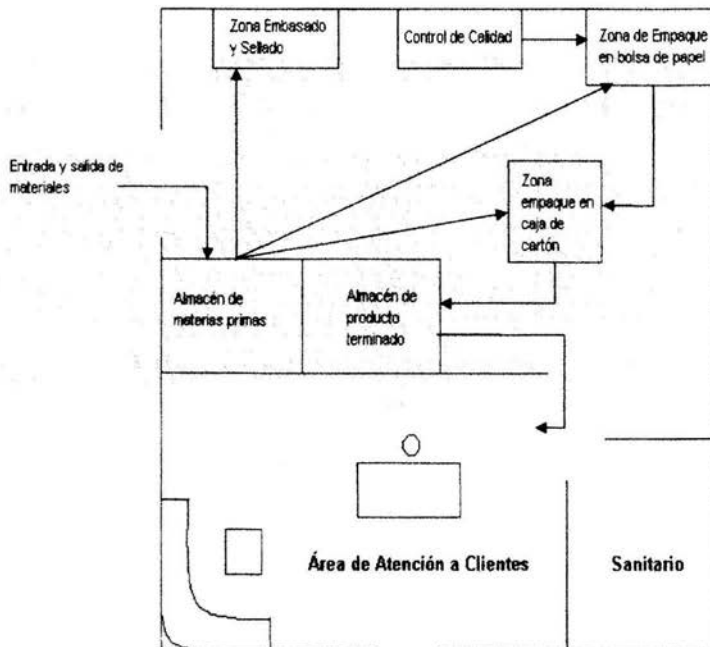 Zona Embasado
y Sellado
Control de Calidad
Zona de Empaque
en bolsa de papel
Entrada y salida de
materiales
Zona
empaque en
caja de
cartón
Almacén de
materias primas
Almacén de
producto
terminado
Área de Atención a Clientes
Sanitario